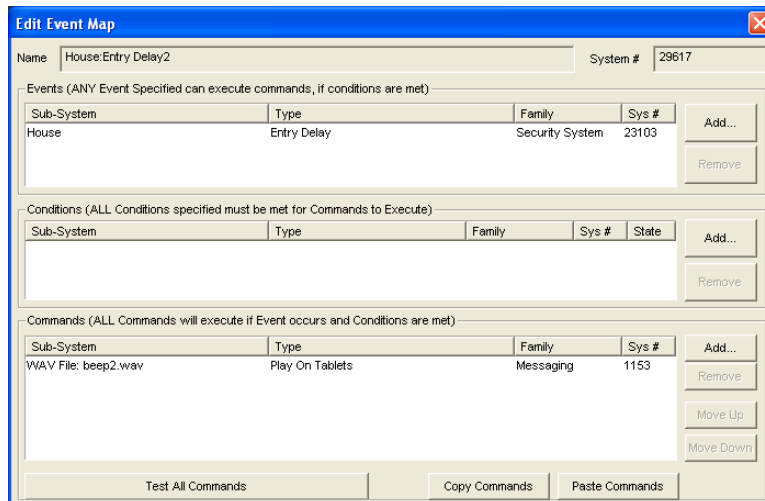 Edit Event Map
Name House:Entry Delay2 System # 29617
Events (ANY Event Specified can execute commands, if conditions are met)
Sub-System Type Family Sys # Add...
House Entry Delay Security System 23103
Remove
Conditions (ALL Conditions specified must be met for Commands to Execute)
Sub-System Type Family Sys # State Add...
Remove
Commands (ALL Commands will execute if Event occurs and Conditions are met)
Sub-System Type Family Sys # Add...
WAV File: beep2.wav Play On Tablets Messaging 1153
Remove
Move Up
Move Down
Test All Commands Copy Commands Paste Commands